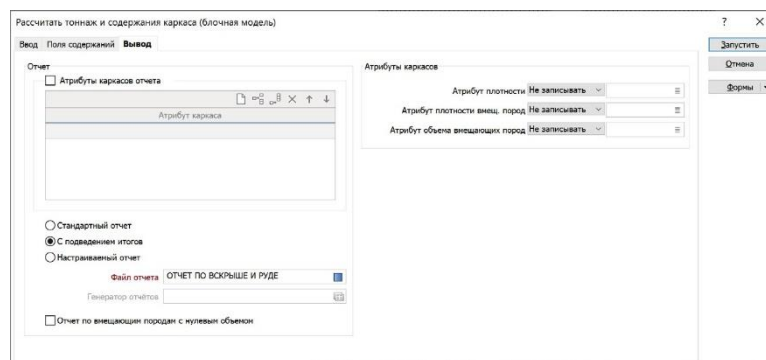 Рассчитать тоннаж и содержания каркаса (блочная модель)
?
Ввод Поля содержаний Вывод
Запустить
Отмена
Формы
Отчет
Атрибуты каркасов отчета
Атрибут каркаса
Стандартный отчет
С подведением итогов
Настраиваемый отчет
Файл отчета ОТЧЕТ ПО ВСКРЫШЕ И РУДЕ
Генератор отчётов
Отчет по вмещающим породам с нулевым объемом
Атрибуты каркасов
Атрибут плотности Не записывать
Атрибут плотности вмещ. пород Не записывать
Атрибут объема вмещающих пород Не записывать